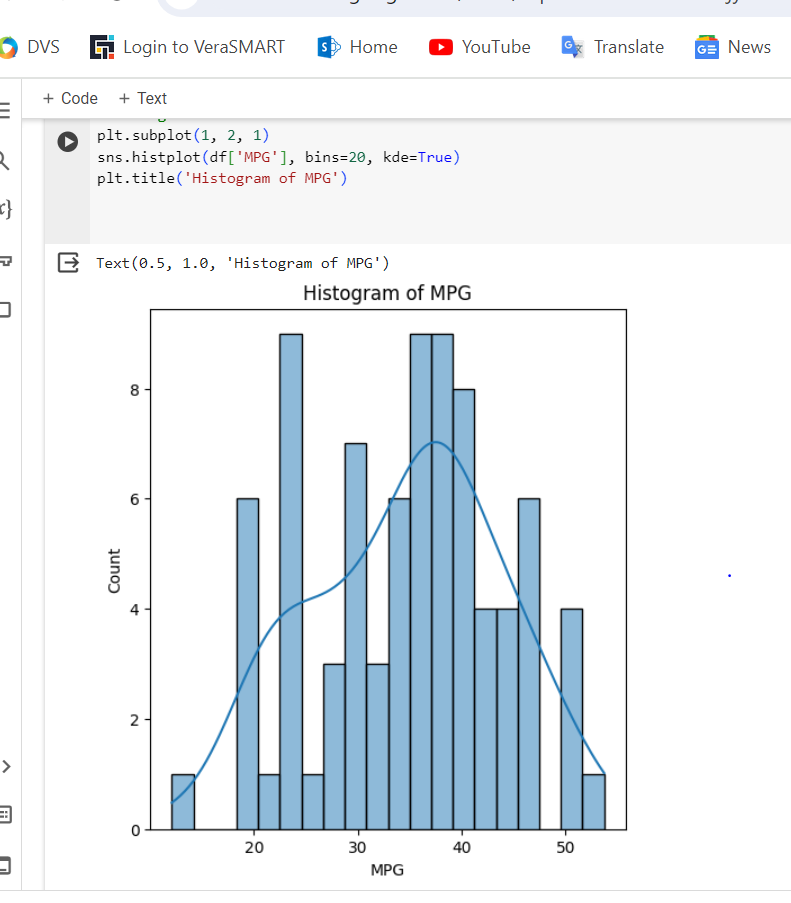 DVS Login to VeraSMART Home YouTube Translate News
+ Code + Text
plt.subplot(1, 2, 1)
sns.histplot(df['MPG'], bins=20, kde=True)
plt.title('Histogram of MPG')
Text(0.5, 1.0, 'Histogram of MPG')
Histogram of MPG
8
6
4
2
0
Count
20 30 40 50
MPG